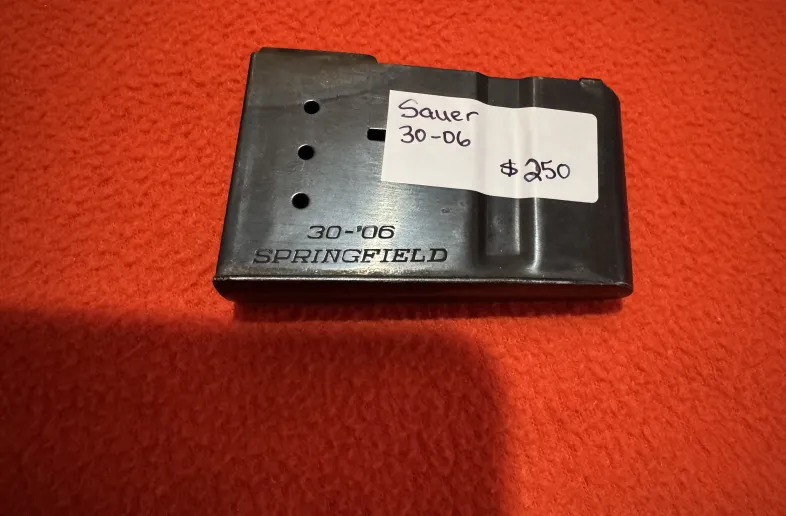 Sauer
30-06
$250
30-'06
SPRINGFIELD